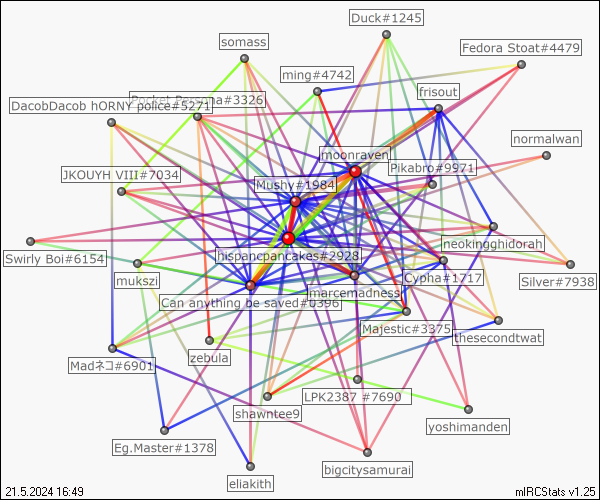 Duck#1245
somass
Fedora Stoat#4479
ming#4742
frisout
Pocket Persona#3326
DacobDacob hORNY police#5271
normalwan
moonraven
Pikabro#9971
JKOUYH VIII#7034
Mushy#1984
neokingghidorah
hispancpancakes#2928
Swirly Boi#6154
mukszi
Cypha#1717
Silver#7938
marcemadness
Can anything be saved#0396
Majestic#3375
thesecondtwat
zebula
Madネコ#6901
LPK2387 #7690
shawntee9
yoshimanden
Eg.Master#1378
bigcitysamurai
eliakith
21.5.2024 16:49
mIRCStats v1.25